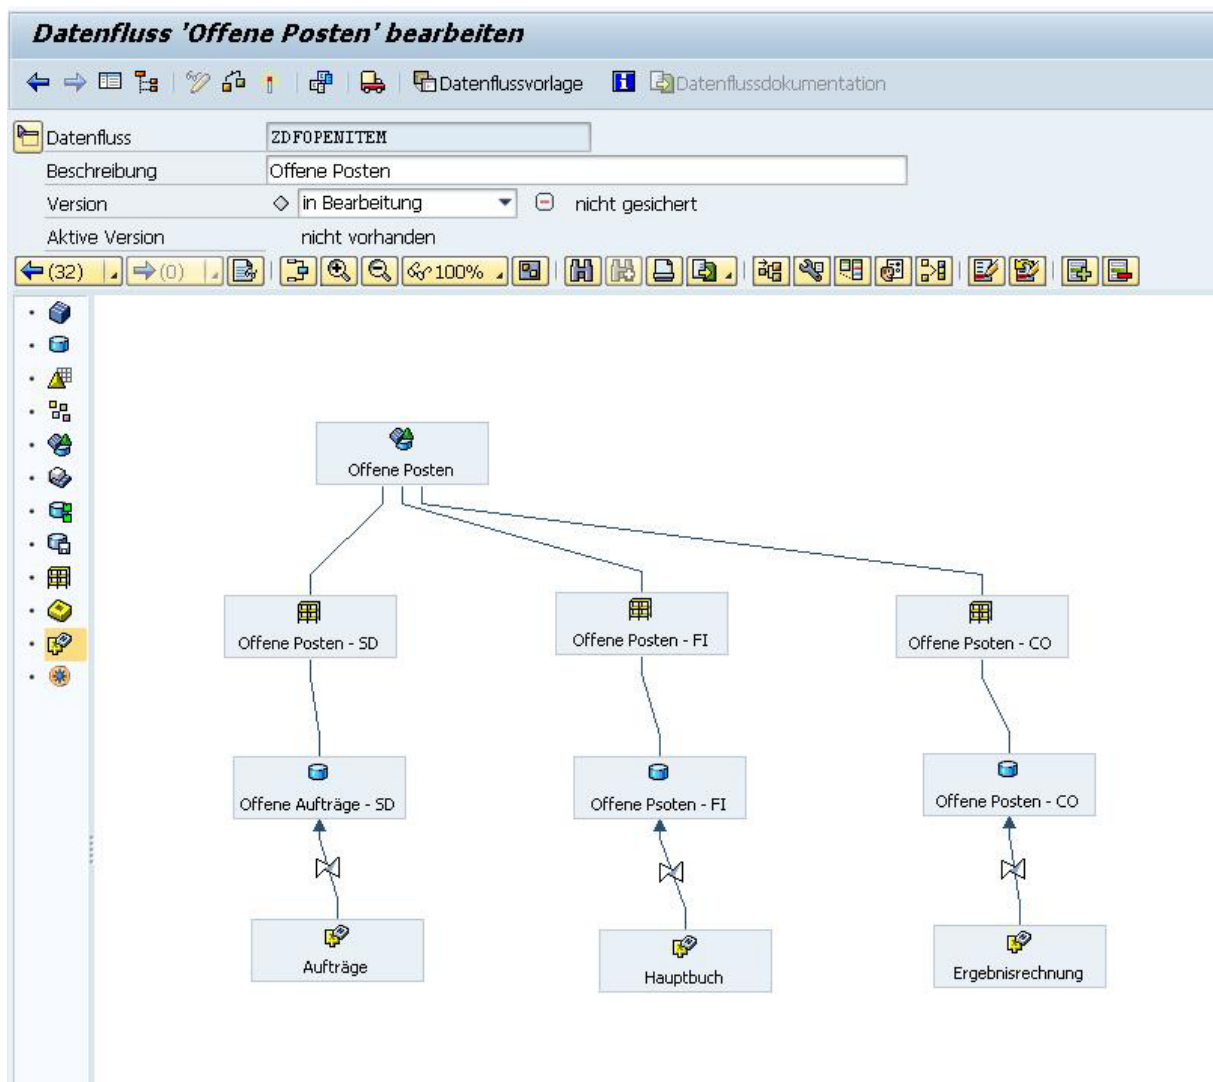 Datenfluss 'Offene Posten' bearbeiten
Datenflussvorlage Datenflussdokumentation
Datenfluss ZDFOPENITEM
Beschreibung Offene Posten
Version in Bearbeitung nicht gesichert
Aktive Version nicht vorhanden
(32) (0) 100%
Offene Posten
Offene Posten - SD Offene Posten - FI Offene Psoten - CO
Offene Aufträge - SD Offene Psoten - FI Offene Posten - CO
Aufträge Hauptbuch Ergebnisrechnung